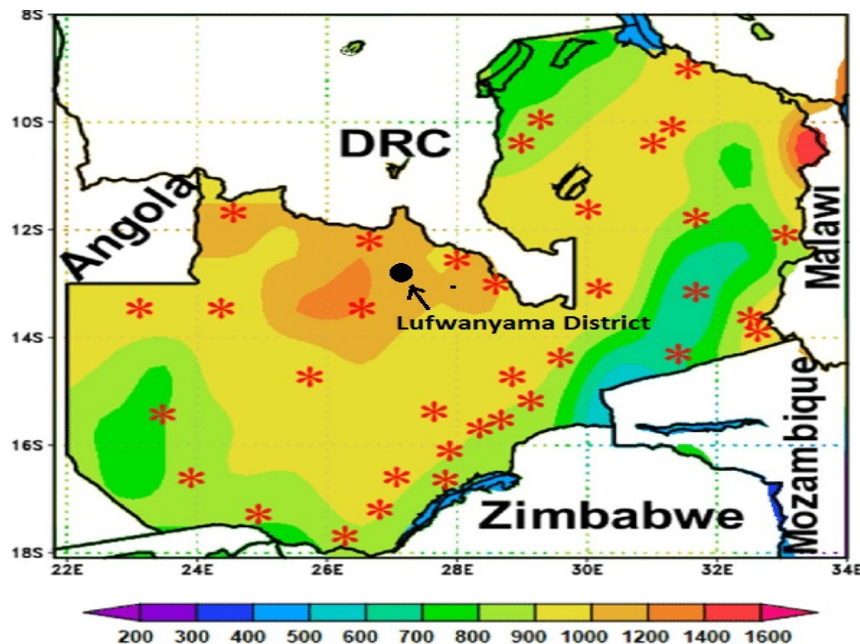 8S
10S
DRC
Angola
12S
Malawi
Lufwanyama District
14S
16S
Mozambique
Zimbabwe
18S
22E 24E 26E 28E 30E 32E 34E
200 300 400 500 600 700 800 900 1000 1200 1400 1600